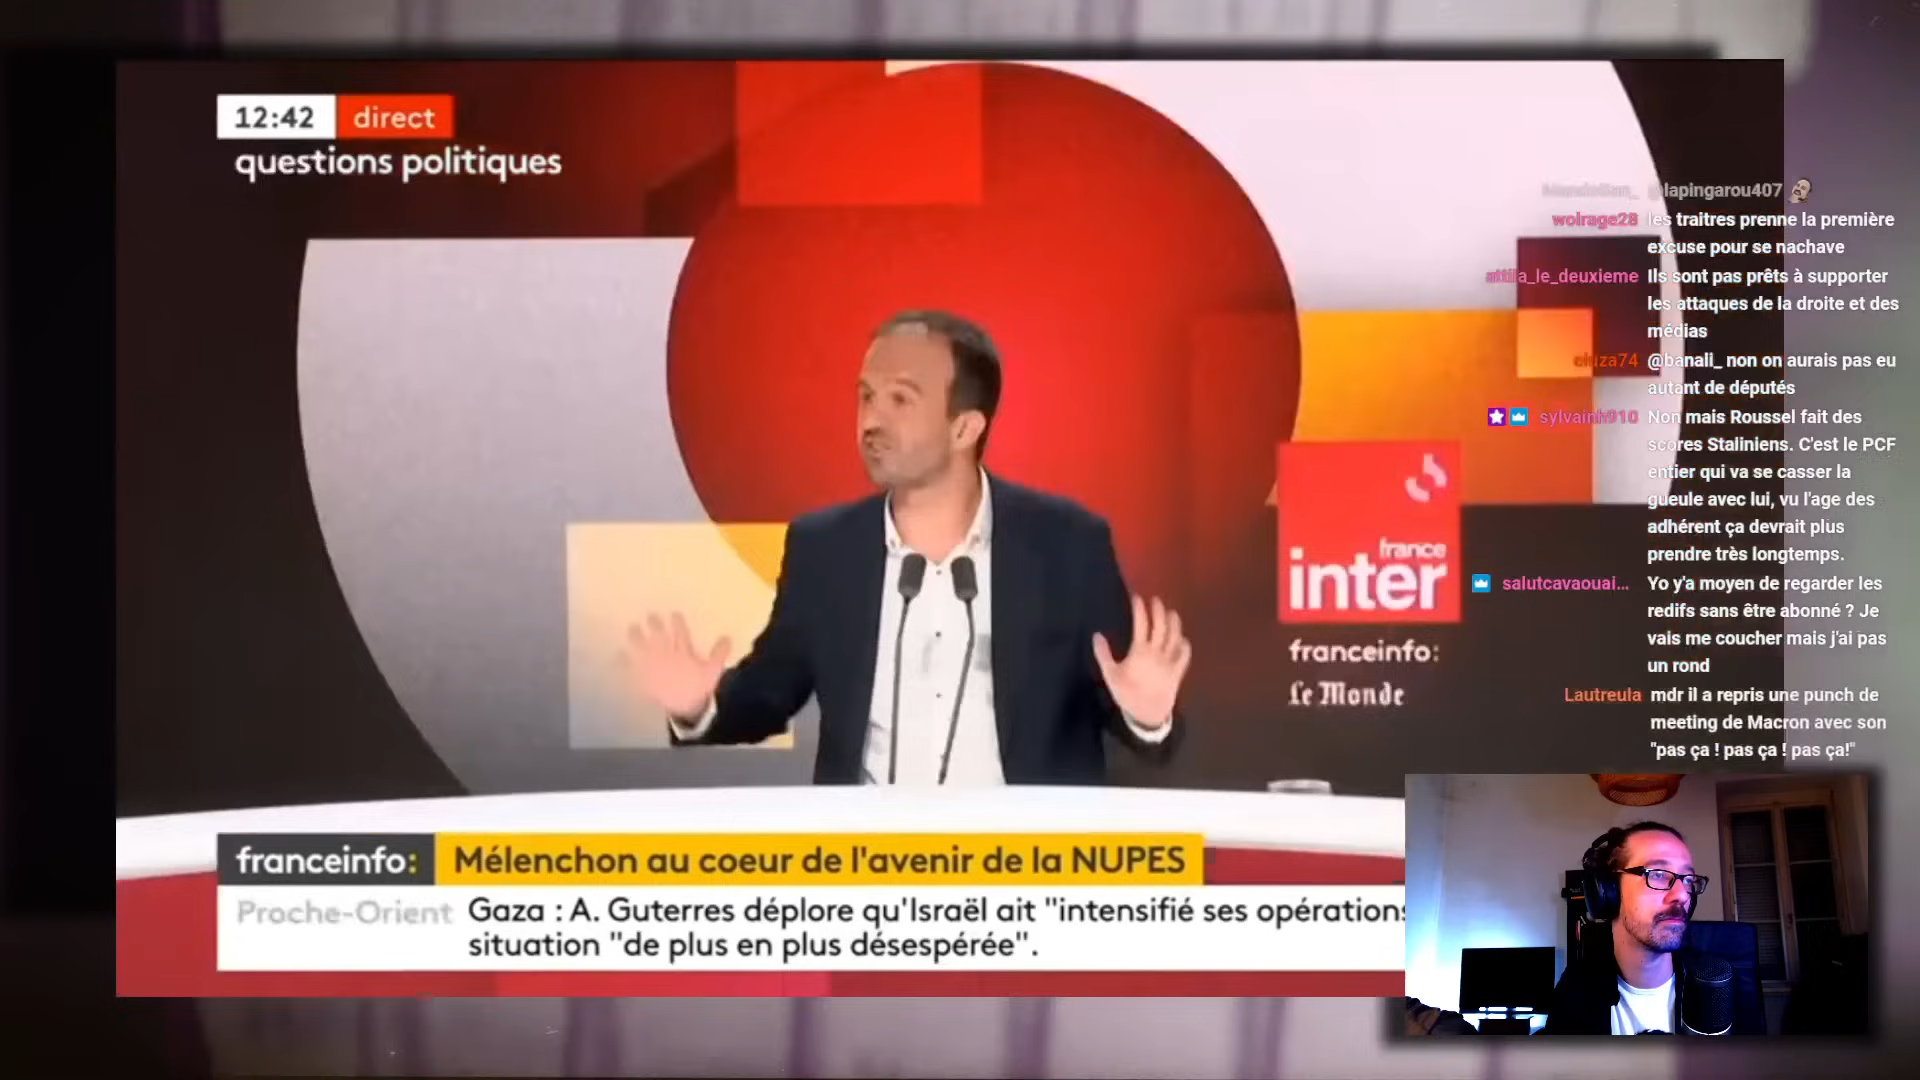 12:42 direct
questions politiques
france
inter
franceinfo:
Le Monde
franceinfo: Mélenchon au coeur de l'avenir de la NUPES
Proche-Orient Gaza : A. Guterres déplore qu'Israël ait "intensifié ses opérations
situation "de plus en plus désespérée".
@lapingarou407
wolrage28 les traitres prenne la première
excuse pour se nachave
attila_le_deuxieme Ils sont pas prêts à supporter
les attaques de la droite et des
médias
@banali_ non on aurais pas eu
autant de députés
sylvainh910 Non mais Roussel fait des
scores Staliniens. C'est le PCF
entier qui va se casser la
gueule avec lui, vu l'age des
adhérent ça devrait plus
prendre très longtemps.
salutcavaouai... Yo y'a moyen de regarder les
redifs sans être abonné ? Je
vais me coucher mais j'ai pas
un rond
Lautreula mdr il a repris une punch de
meeting de Macron avec son
"pas ça ! pas ça ! pas ça!"